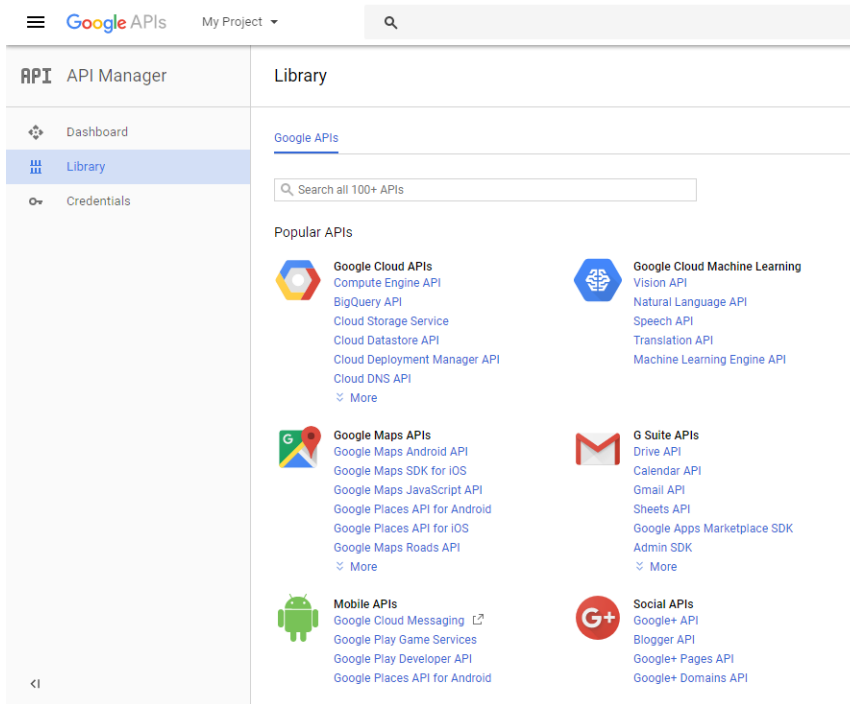 Google APIs My Project
API API Manager
Library
Dashboard
Library
Credentials
Google APIs
Search all 100+ APIs
Popular APIs
Google Cloud APIs
Compute Engine API
BigQuery API
Cloud Storage Service
Cloud Datastore API
Cloud Deployment Manager API
Cloud DNS API
More
Google Cloud Machine Learning
Vision API
Natural Language API
Speech API
Translation API
Machine Learning Engine API
G
Google Maps APIs
Google Maps Android API
Google Maps SDK for iOS
Google Maps JavaScript API
Google Places API for Android
Google Places API for iOS
Google Maps Roads API
More
G Suite APIs
Drive API
Calendar API
Gmail API
Sheets API
Google Apps Marketplace SDK
Admin SDK
More
Mobile APIs
Google Cloud Messaging
Google Play Game Services
Google Play Developer API
Google Places API for Android
G+
Social APIs
Google+ API
Blogger API
Google+ Pages API
Google+ Domains API